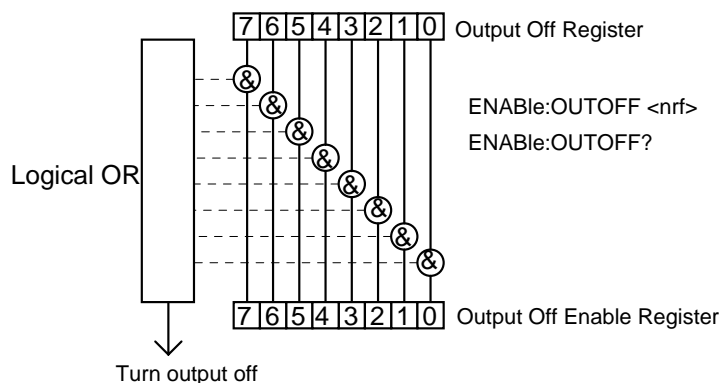 7 6 5 4 3 2 1 0 Output Off Register
&
&
ENABle:OUTOFF <nrf>
&
ENABle:OUTOFF?
&
Logical OR
&
&
&
&
7 6 5 4 3 2 1 0 Output Off Enable Register
Turn output off